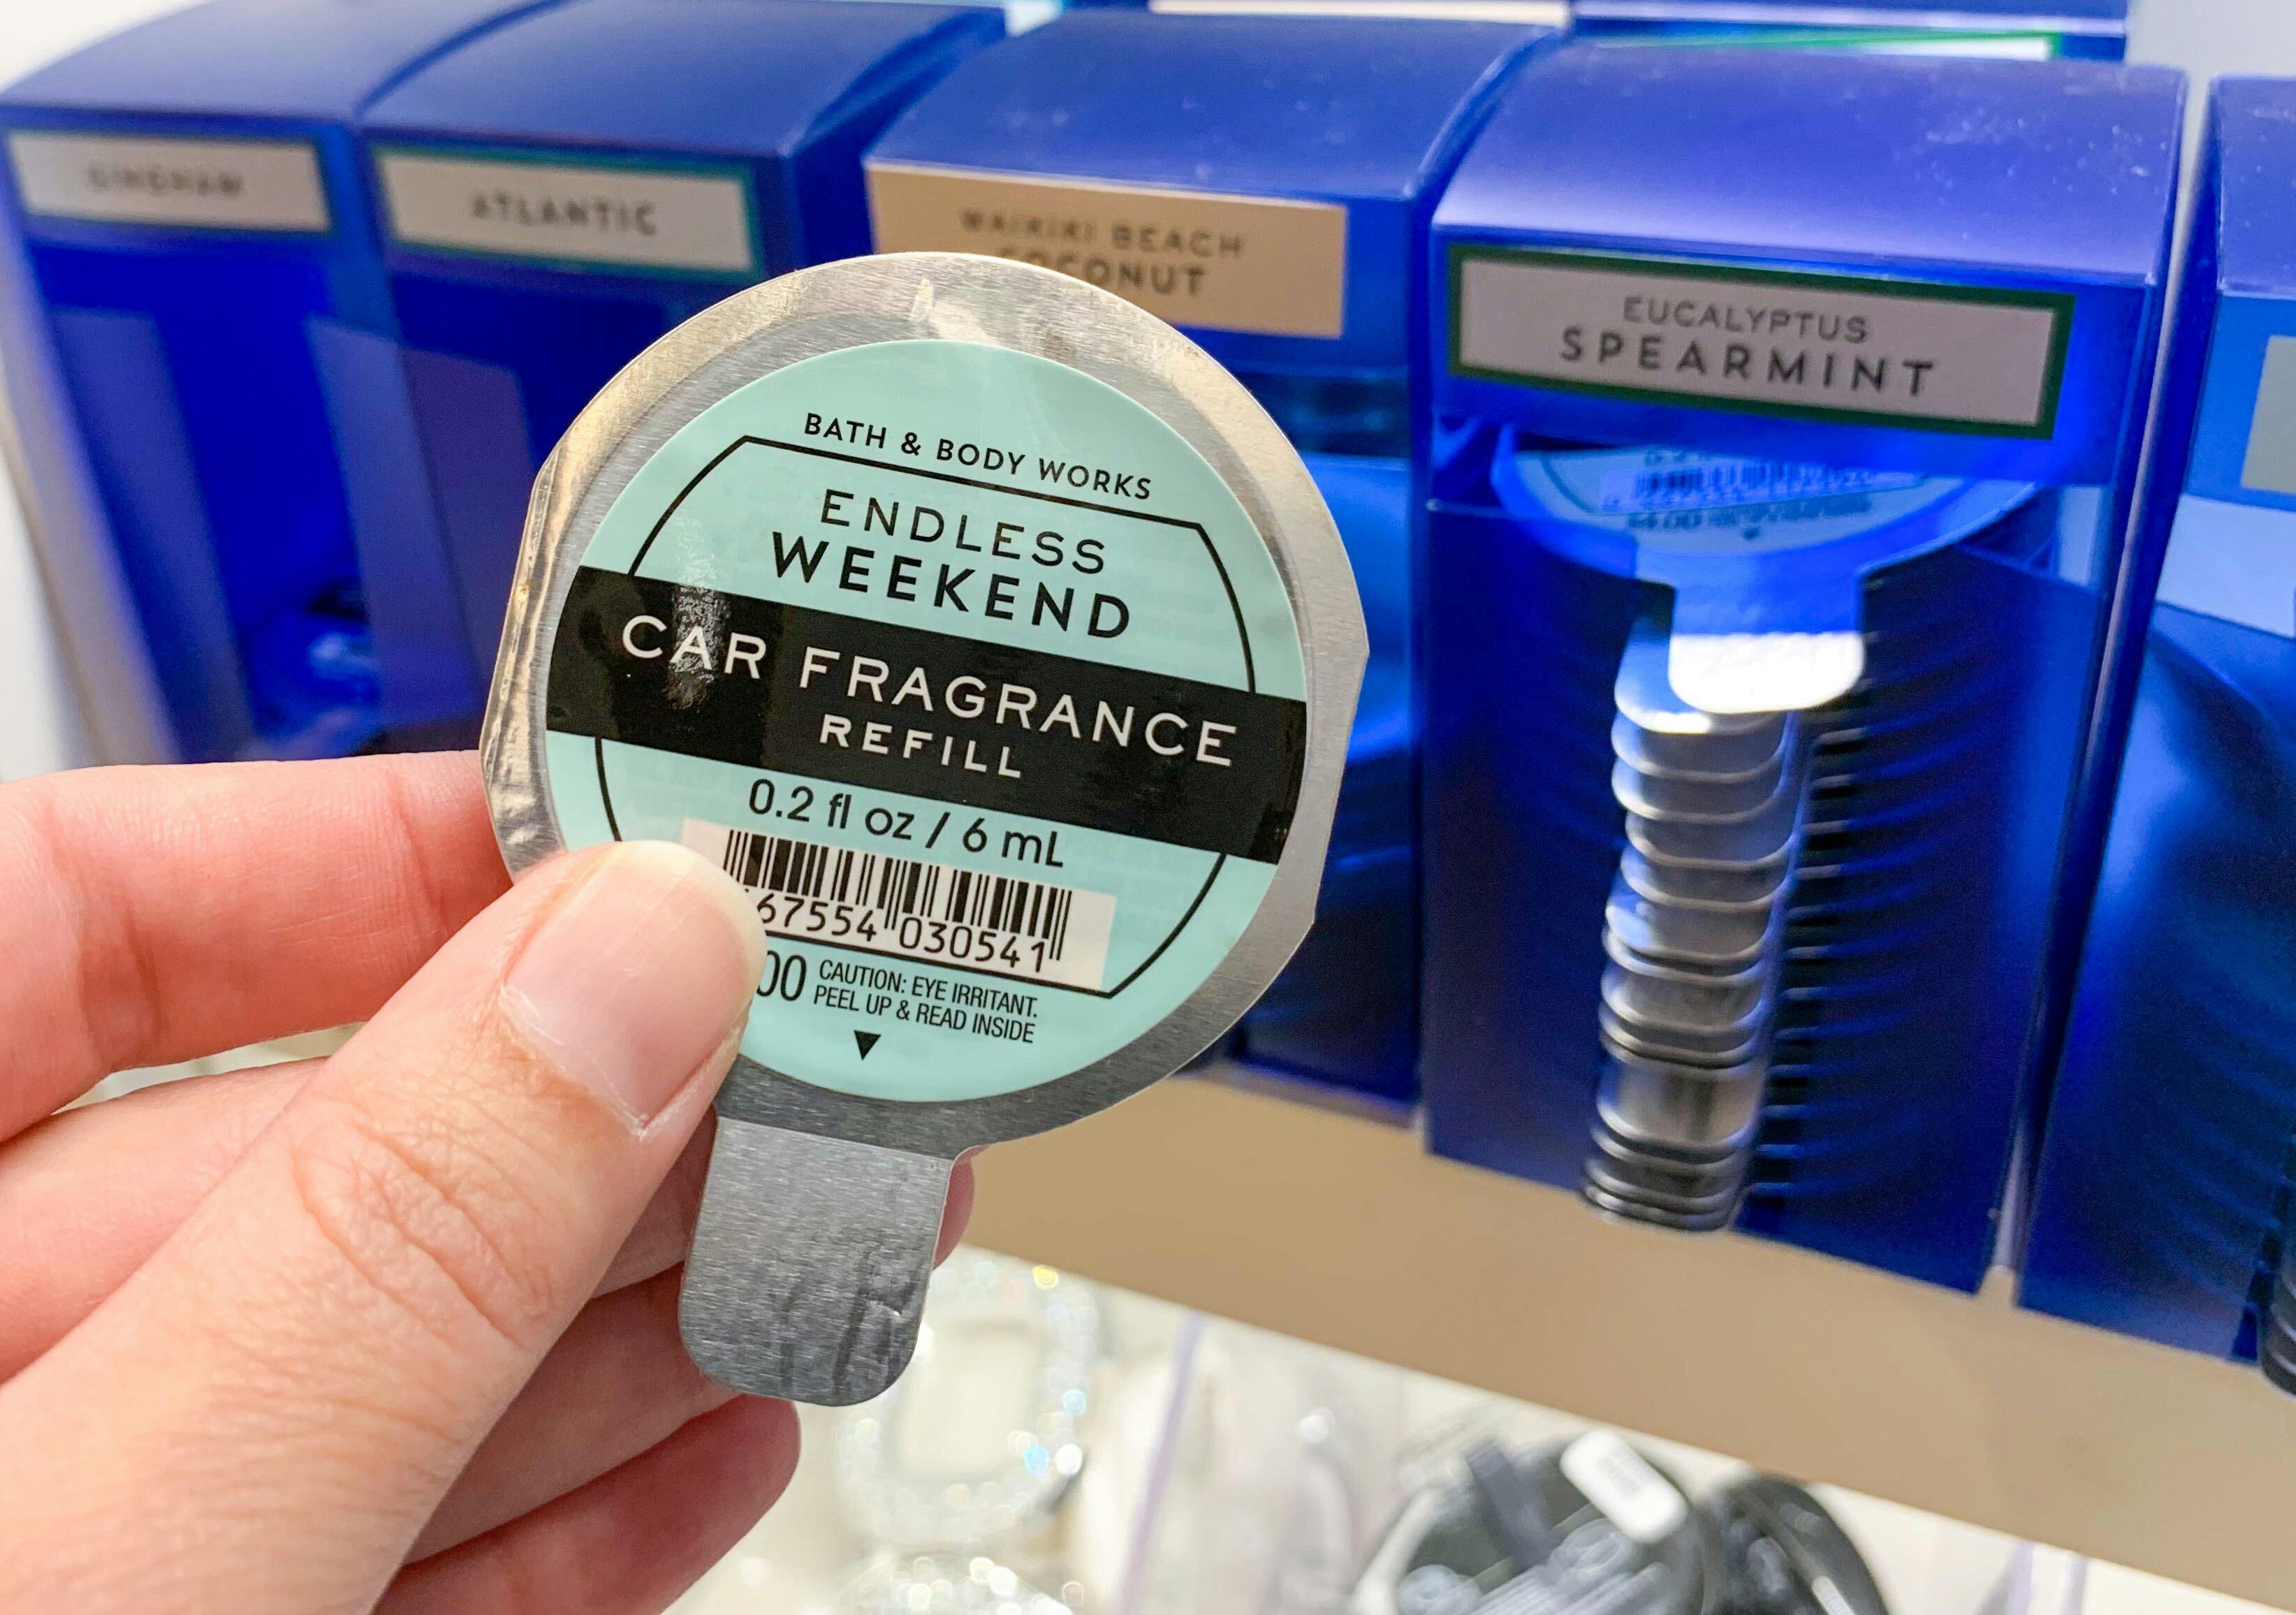 GINGHAM
ATLANTIC
WAIKIKI BEACH
COCONUT
EUCALYPTUS
SPEARMINT
BATH & BODY WORKS
ENDLESS
WEEKEND
CAR FRAGRANCE
REFILL
0.2 fl oz / 6 mL
67554 030541
00 CAUTION: EYE IRRITANT.
PEEL UP & READ INSIDE